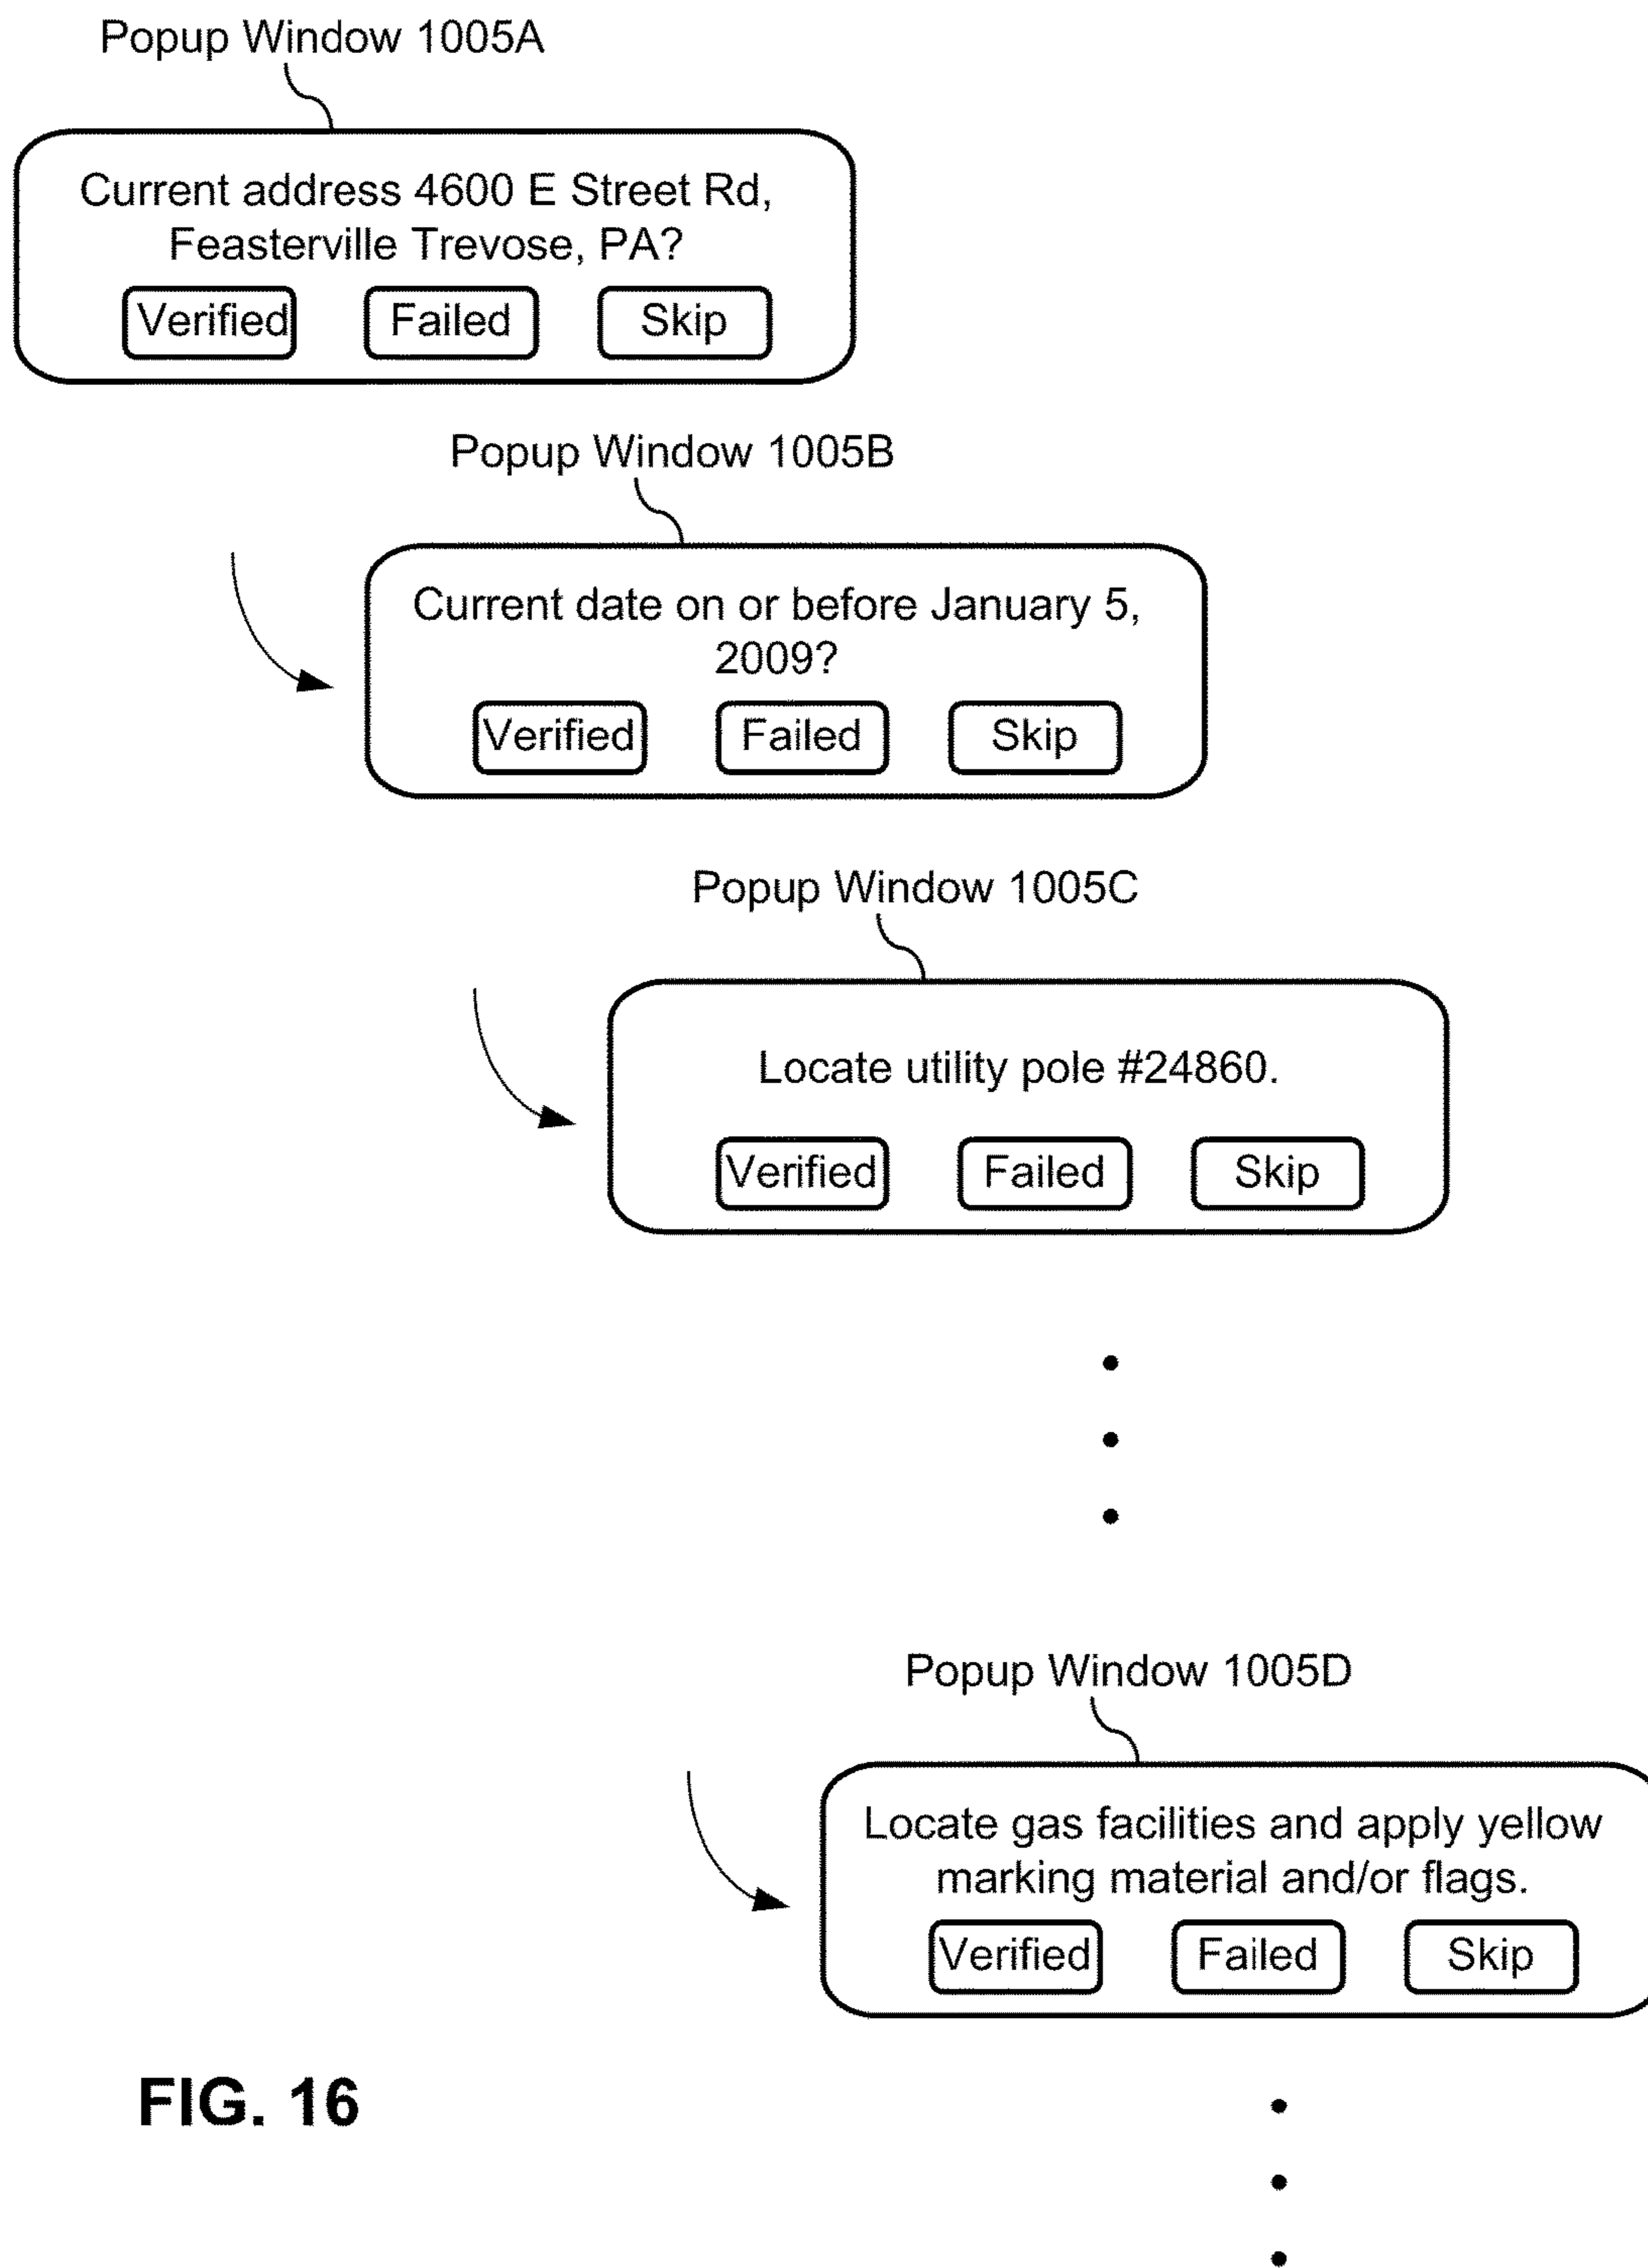 Popup Window 1005A
Current address 4600 E Street Rd,
Feasterville Trevose, PA?
Verified Failed Skip
Popup Window 1005B
Current date on or before January 5,
2009?
Verified Failed Skip
Popup Window 1005C
Locate utility pole #24860.
Verified Failed Skip
Popup Window 1005D
Locate gas facilities and apply yellow
marking material and/or flags.
Verified Failed Skip
FIG. 16